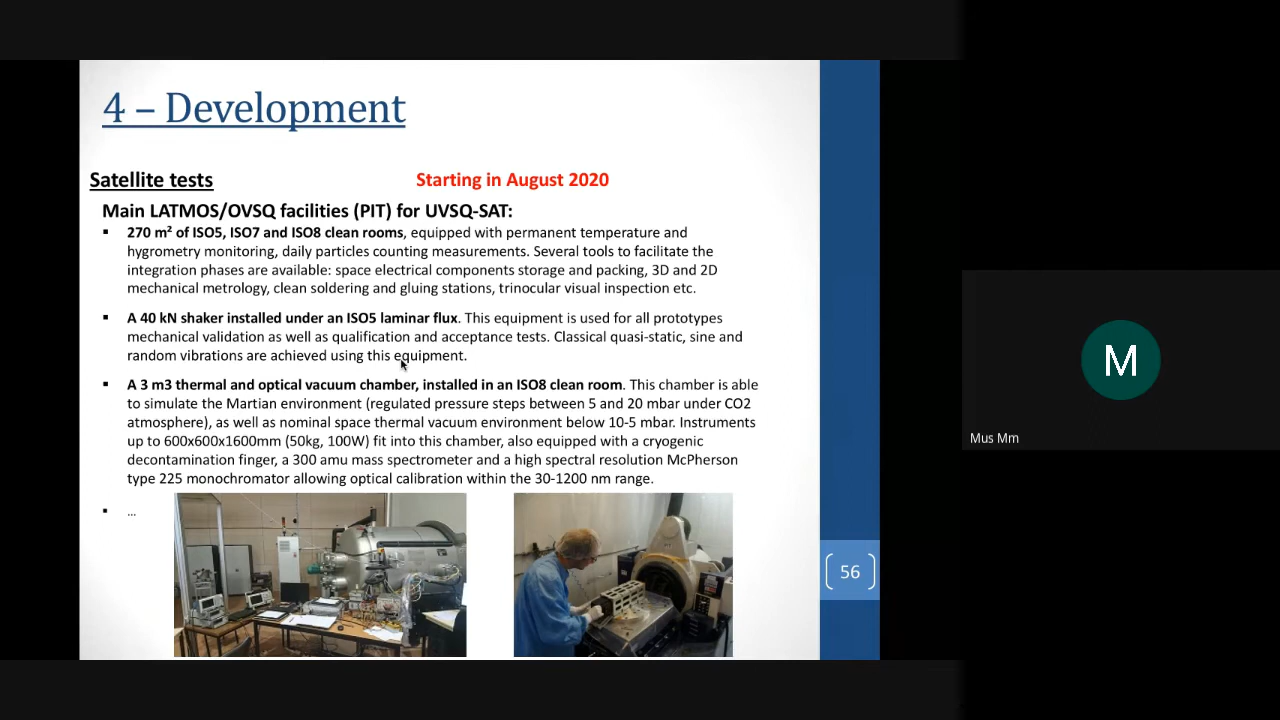 4 – Development
Satellite tests
Starting in August 2020
Main LATMOS/OVSQ facilities (PIT) for UVSQ-SAT:
▪ 270 m² of ISO5, ISO7 and ISO8 clean rooms, equipped with permanent temperature and
hygrometry monitoring, daily particles counting measurements. Several tools to facilitate the
integration phases are available: space electrical components storage and packing, 3D and 2D
mechanical metrology, clean soldering and gluing stations, trinocular visual inspection etc.
▪ A 40 kN shaker installed under an ISO5 laminar flux. This equipment is used for all prototypes
mechanical validation as well as qualification and acceptance tests. Classical quasi-static, sine and
random vibrations are achieved using this equipment.
▪ A 3 m3 thermal and optical vacuum chamber, installed in an ISO8 clean room. This chamber is able
to simulate the Martian environment (regulated pressure steps between 5 and 20 mbar under CO2
atmosphere), as well as nominal space thermal vacuum environment below 10-5 mbar. Instruments
up to 600x600x1600mm (50kg, 100W) fit into this chamber, also equipped with a cryogenic
decontamination finger, a 300 amu mass spectrometer and a high spectral resolution McPherson
type 225 monochromator allowing optical calibration within the 30-1200 nm range.
▪ ...
56
M
Mus Mm